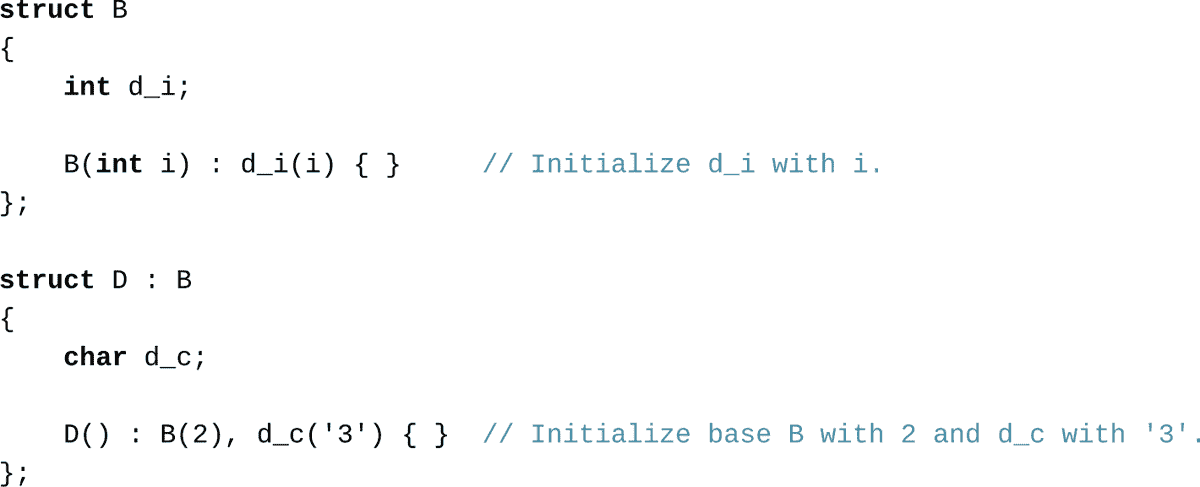 struct B
{
    int d_i;

    B(int i) : d_i(i) { }     // Initialize d_i with i.
};

struct D : B
{
    char d_c;

    D() : B(2), d_c('3') { }  // Initialize base B with 2 and d_c with '3'.
};